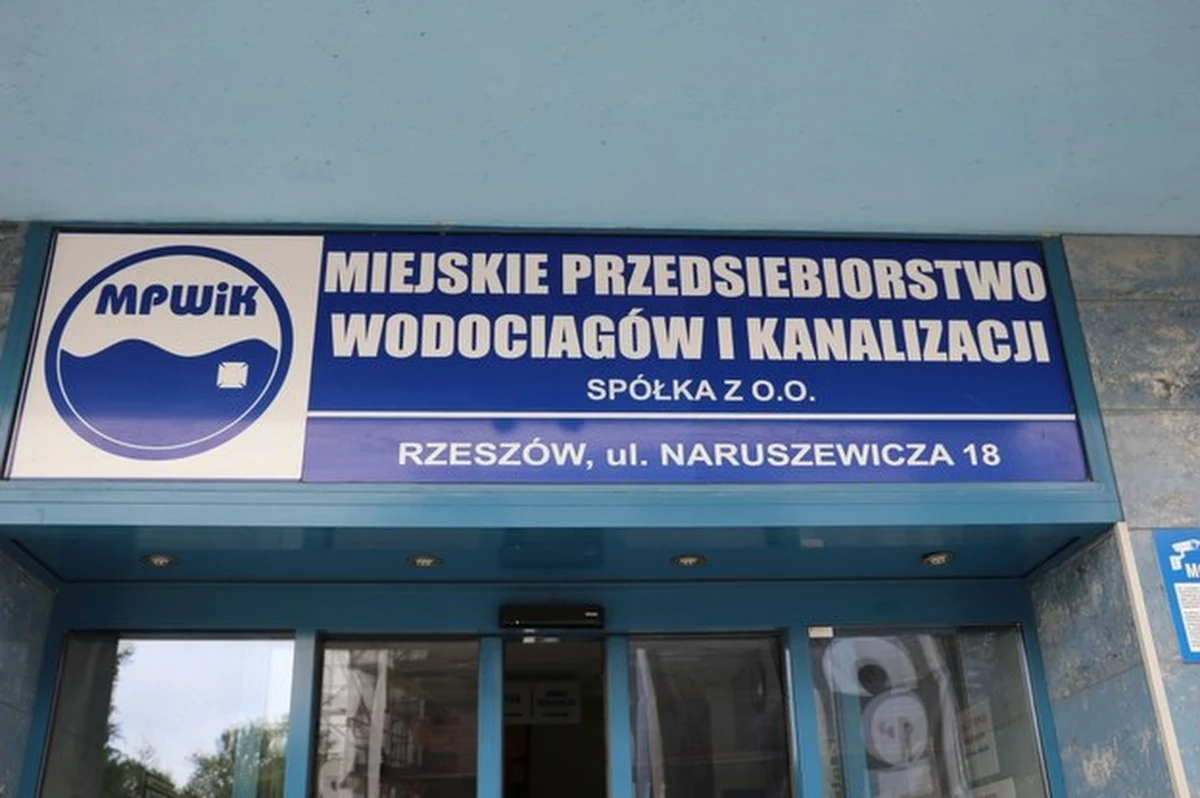 MPWiK
MIEJSKIE PRZEDSIEBIORSTWO
WODOCIAGÓW I KANALIZACJI
SPÓŁKA Z O.O.
RZESZÓW, ul. NARUSZEWICZA 18